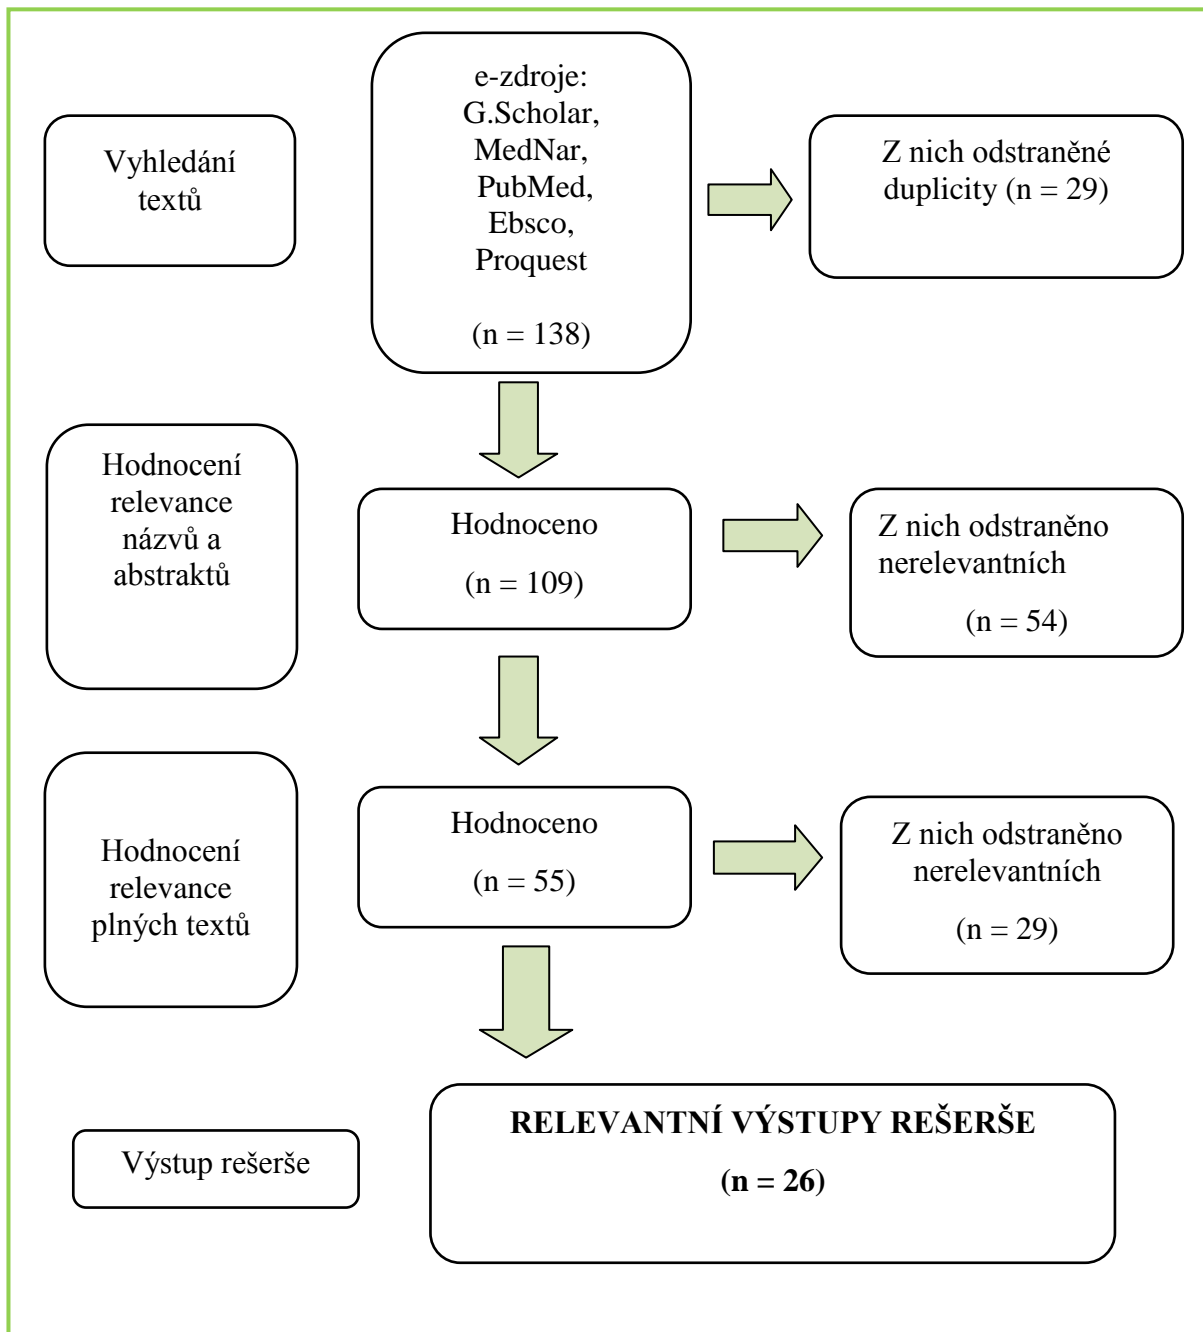 Vyhledání
textů
e-zdroje:
G.Scholar,
MedNar,
PubMed,
Ebsco,
Proquest
(n = 138)
Z nich odstraněné
duplicity (n = 29)
Hodnocení
relevance
názvů a
abstraktů
Hodnoceno
(n = 109)
Z nich odstraněno
nerelevantních
(n = 54)
Hodnocení
relevance
plných textů
Hodnoceno
(n = 55)
Z nich odstraněno
nerelevantních
(n = 29)
Výstup rešerše
RELEVANTNÍ VÝSTUPY REŠERŠE
(n = 26)